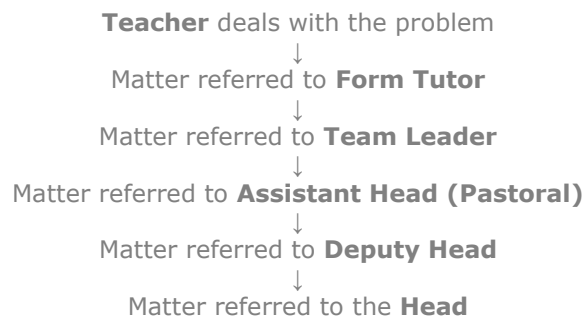 Teacher deals with the problem
↓
Matter referred to Form Tutor
↓
Matter referred to Team Leader
↓
Matter referred to Assistant Head (Pastoral)
↓
Matter referred to Deputy Head
↓
Matter referred to the Head